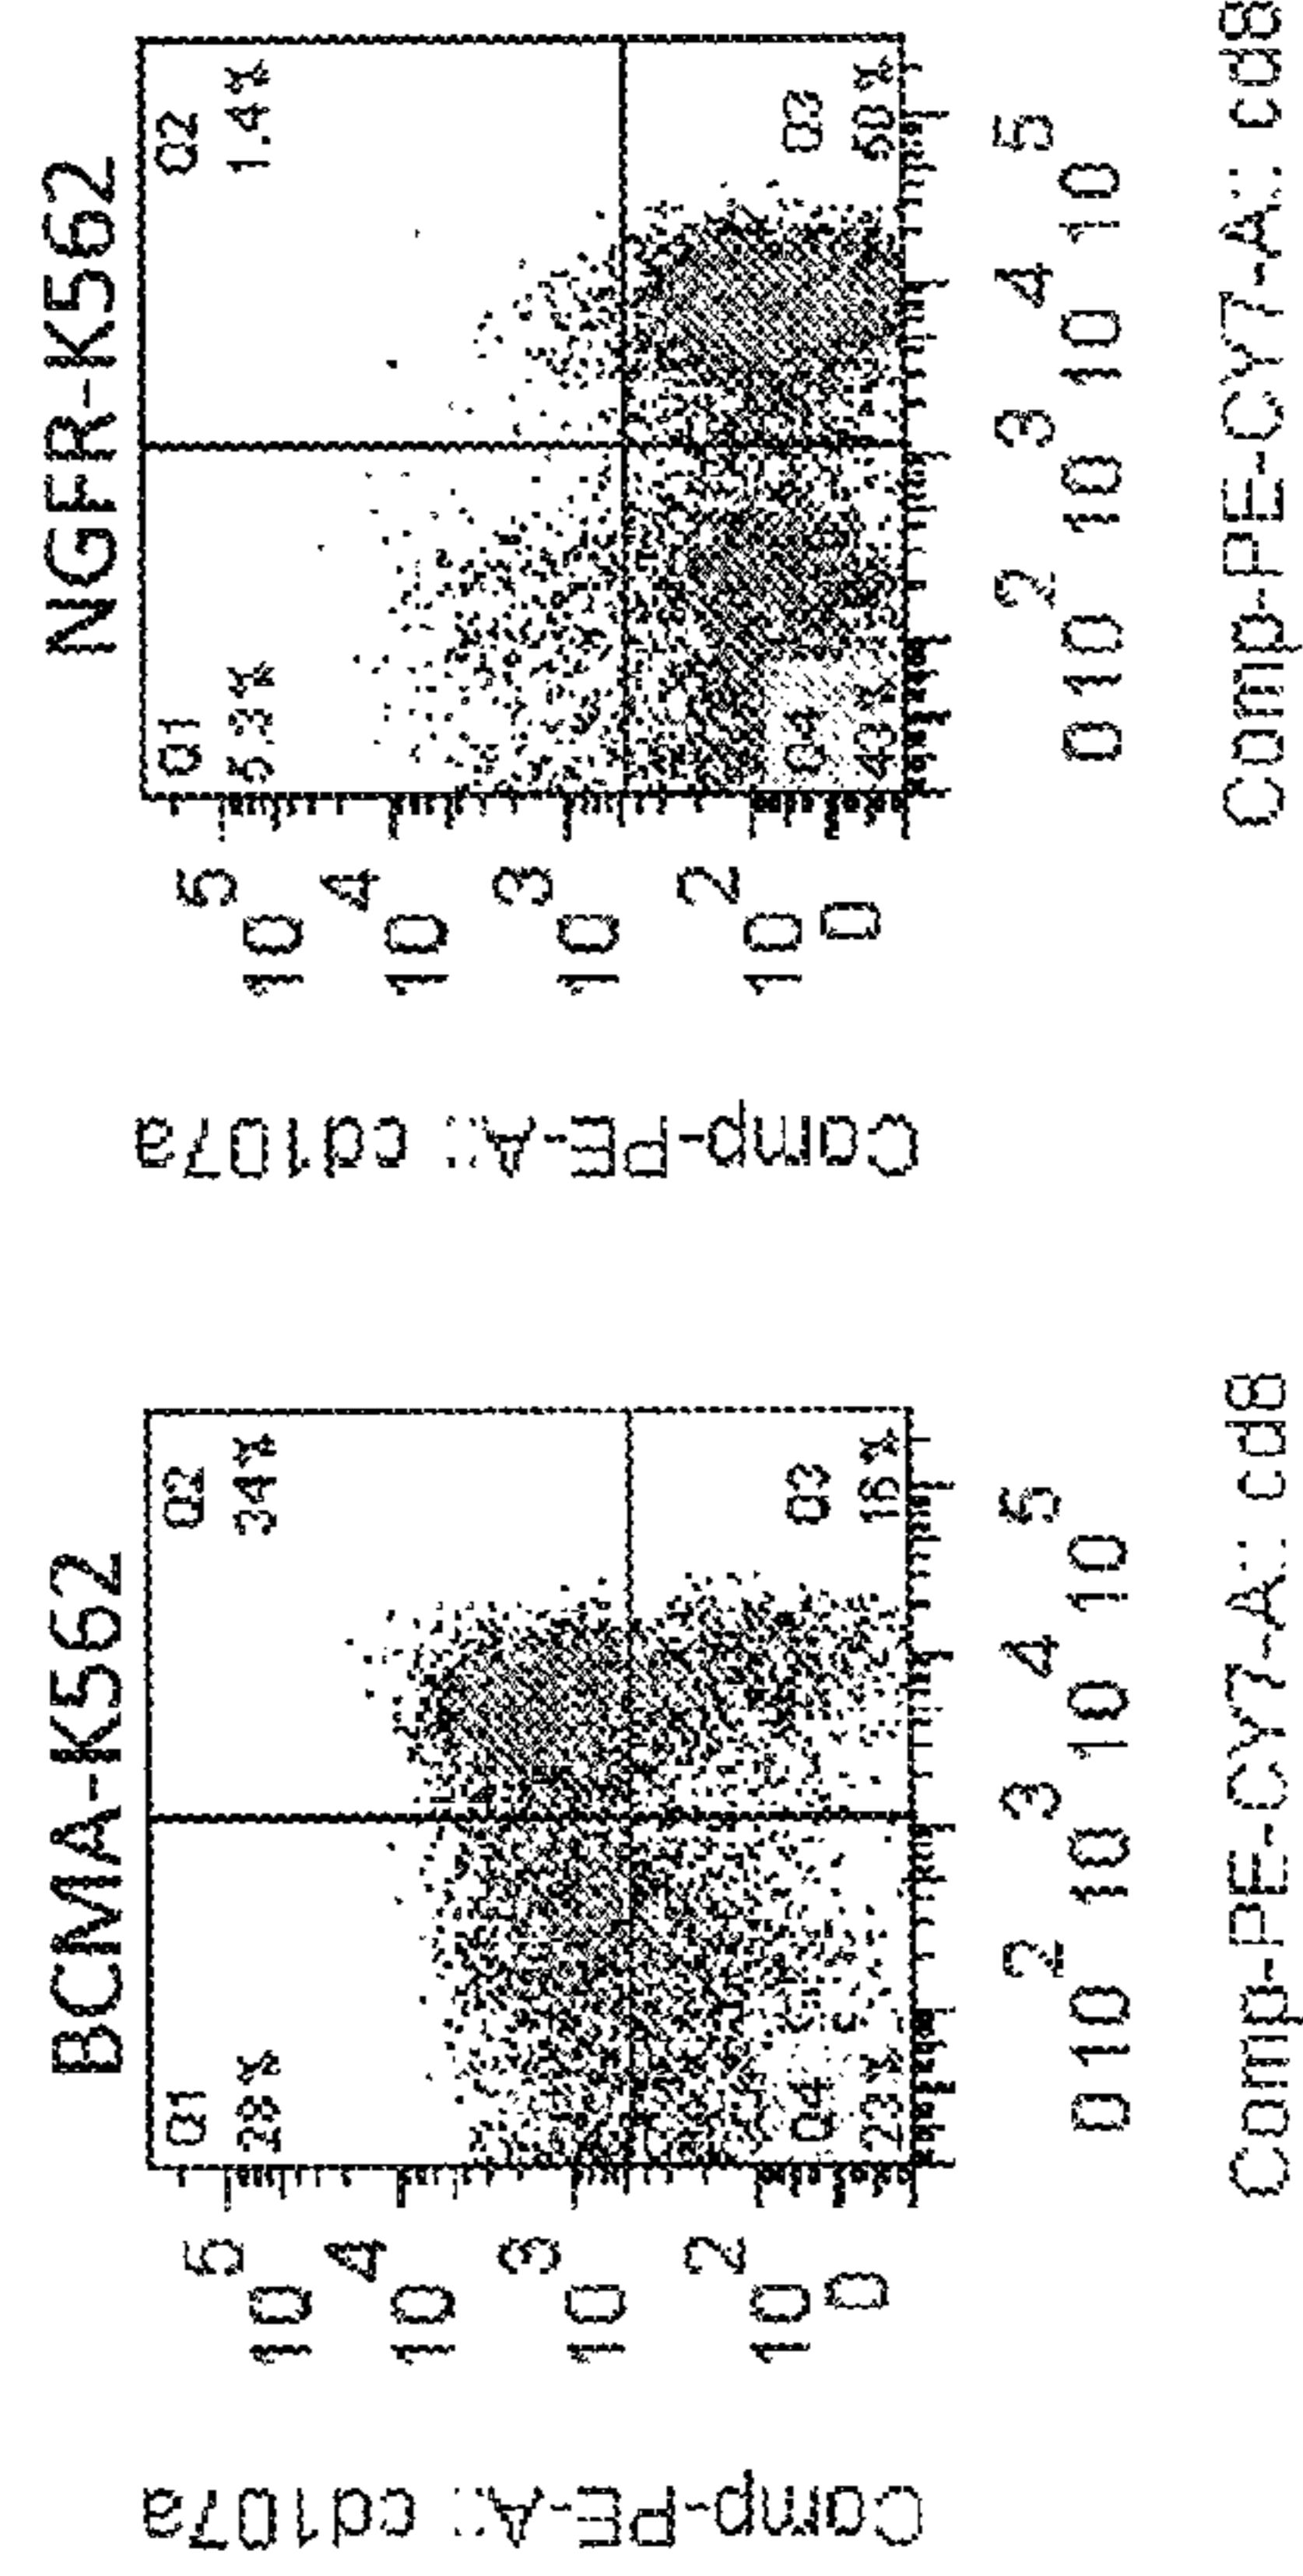 BCMA-K562
Comp-PE-A:: cd107a
10 5
10 4
10 3
10 2
0
Q1
28%
Q2
34%
Q3
16%
Q4
23%
0 10 2 10 3 10 4 10 5
Comp-PE-CY7-A:: cd8
NGFR-K562
Comp-PE-A:: cd107a
10 5
10 4
10 3
10 2
0
Q1
5.3%
Q2
1.4%
Q3
50%
Q4
43%
0 10 2 10 3 10 4 10 5
Comp-PE-CY7-A:: cd8